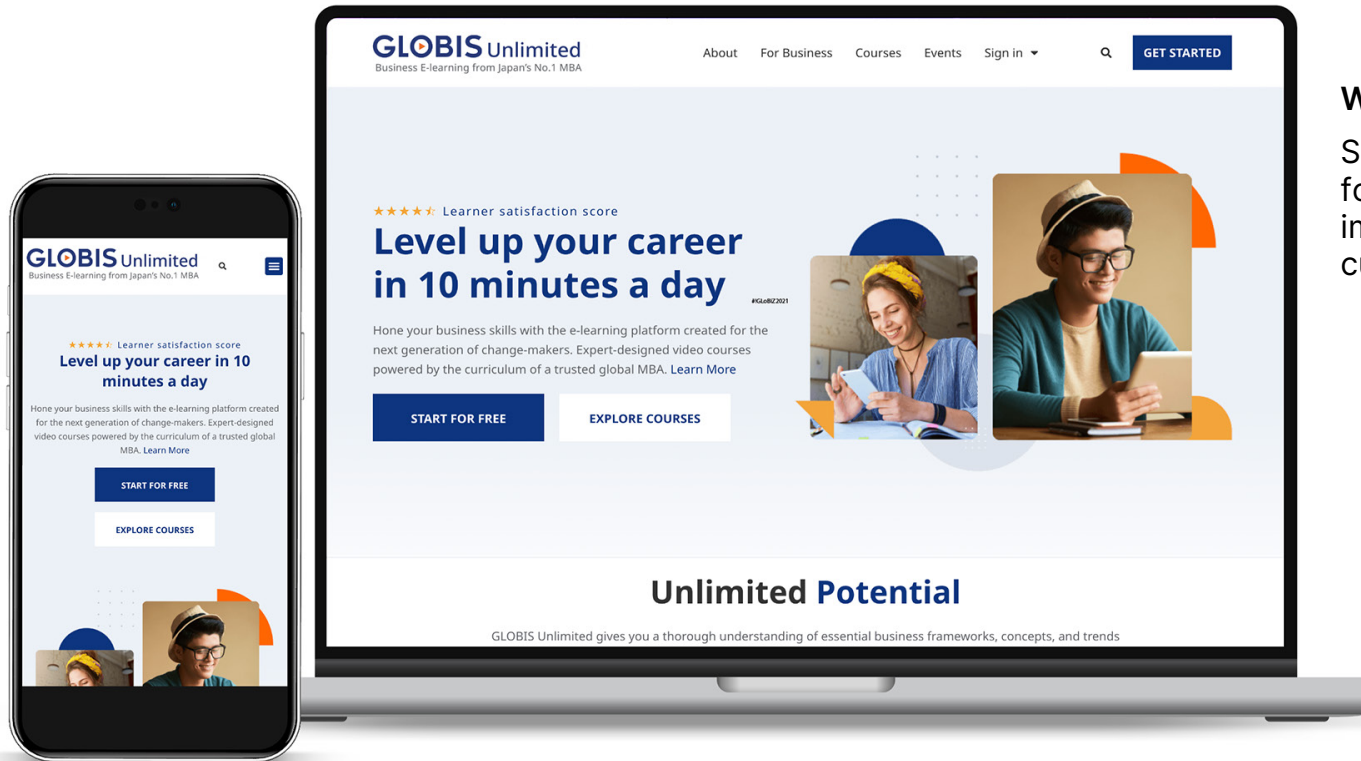 GLOBIS Unlimited
Business E-learning from Japan's No.1 MBA
About For Business Courses Events Sign in GET STARTED
Learner satisfaction score
Level up your career
in 10 minutes a day
#IGLoBIZ2021
Hone your business skills with the e-learning platform created for the
next generation of change-makers. Expert-designed video courses
powered by the curriculum of a trusted global MBA. Learn More
START FOR FREE EXPLORE COURSES
Unlimited Potential
GLOBIS Unlimited gives you a thorough understanding of essential business frameworks, concepts, and trends
GLOBIS Unlimited
Business E-learning from Japan's No.1 MBA
Learner satisfaction score
Level up your career in 10
minutes a day
Hone your business skills with the e-learning platform created
for the next generation of change-makers. Expert-designed
video courses powered by the curriculum of a trusted global
MBA. Learn More
START FOR FREE
EXPLORE COURSES